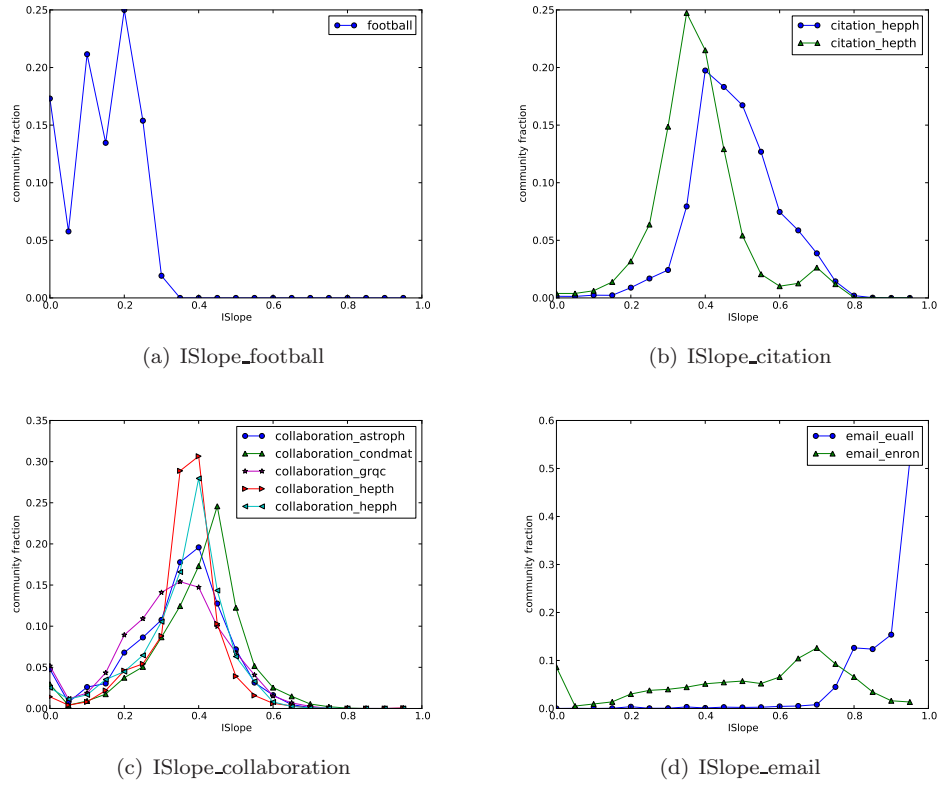 0.25
0.20
0.15
0.10
0.05
0.00
community fraction
0.0 0.2 0.4 0.6 0.8 1.0
ISlope
football
(a) ISlope_football
0.25
0.20
0.15
0.10
0.05
0.00
community fraction
0.0 0.2 0.4 0.6 0.8 1.0
ISlope
citation_hepph
citation_hepth
(b) ISlope_citation
0.35
0.30
0.25
0.20
0.15
0.10
0.05
0.00
community fraction
0.0 0.2 0.4 0.6 0.8 1.0
ISlope
collaboration_astroph
collaboration_condmat
collaboration_grqc
collaboration_hepth
collaboration_hepph
(c) ISlope_collaboration
0.6
0.5
0.4
0.3
0.2
0.1
0.0
community fraction
0.0 0.2 0.4 0.6 0.8 1.0
ISlope
email_euall
email_enron
(d) ISlope_email